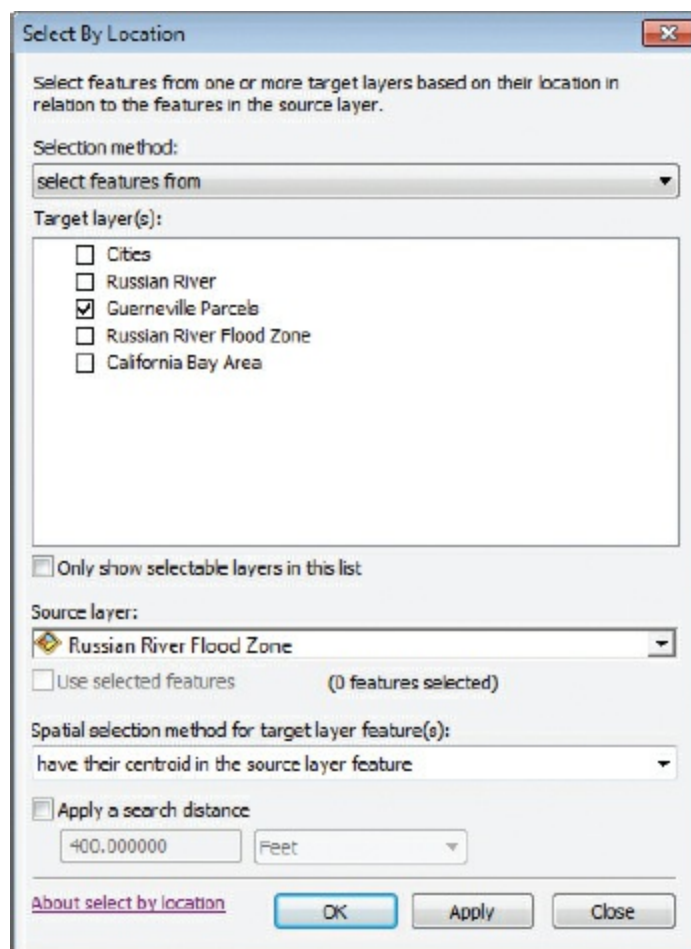 Select By Location
Select features from one or more target layers based on their location in
relation to the features in the source layer.
Selection method:
select features from
Target layer(s):
Cities
Russian River
Guerneville Parcels
Russian River Flood Zone
California Bay Area
Only show selectable layers in this list
Source layer:
Russian River Flood Zone
Use selected features (0 features selected)
Spatial selection method for target layer feature(s):
have their centroid in the source layer feature
Apply a search distance
400.000000 Feet
About select by location OK Apply Close